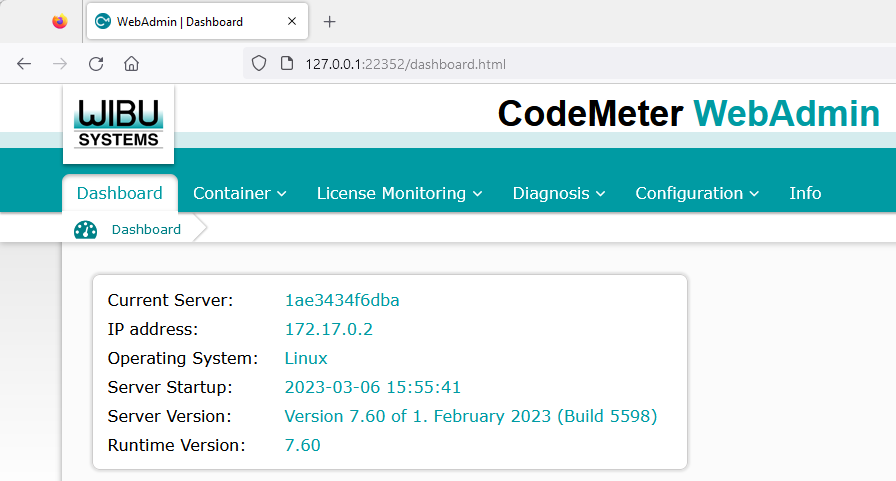 WebAdmin | Dashboard
127.0.0.1:22352/dashboard.html
WIBU
SYSTEMS
CodeMeter WebAdmin
Dashboard Container License Monitoring Diagnosis Configuration Info
Dashboard
Current Server: 1ae3434f6dba
IP address: 172.17.0.2
Operating System: Linux
Server Startup: 2023-03-06 15:55:41
Server Version: Version 7.60 of 1. February 2023 (Build 5598)
Runtime Version: 7.60